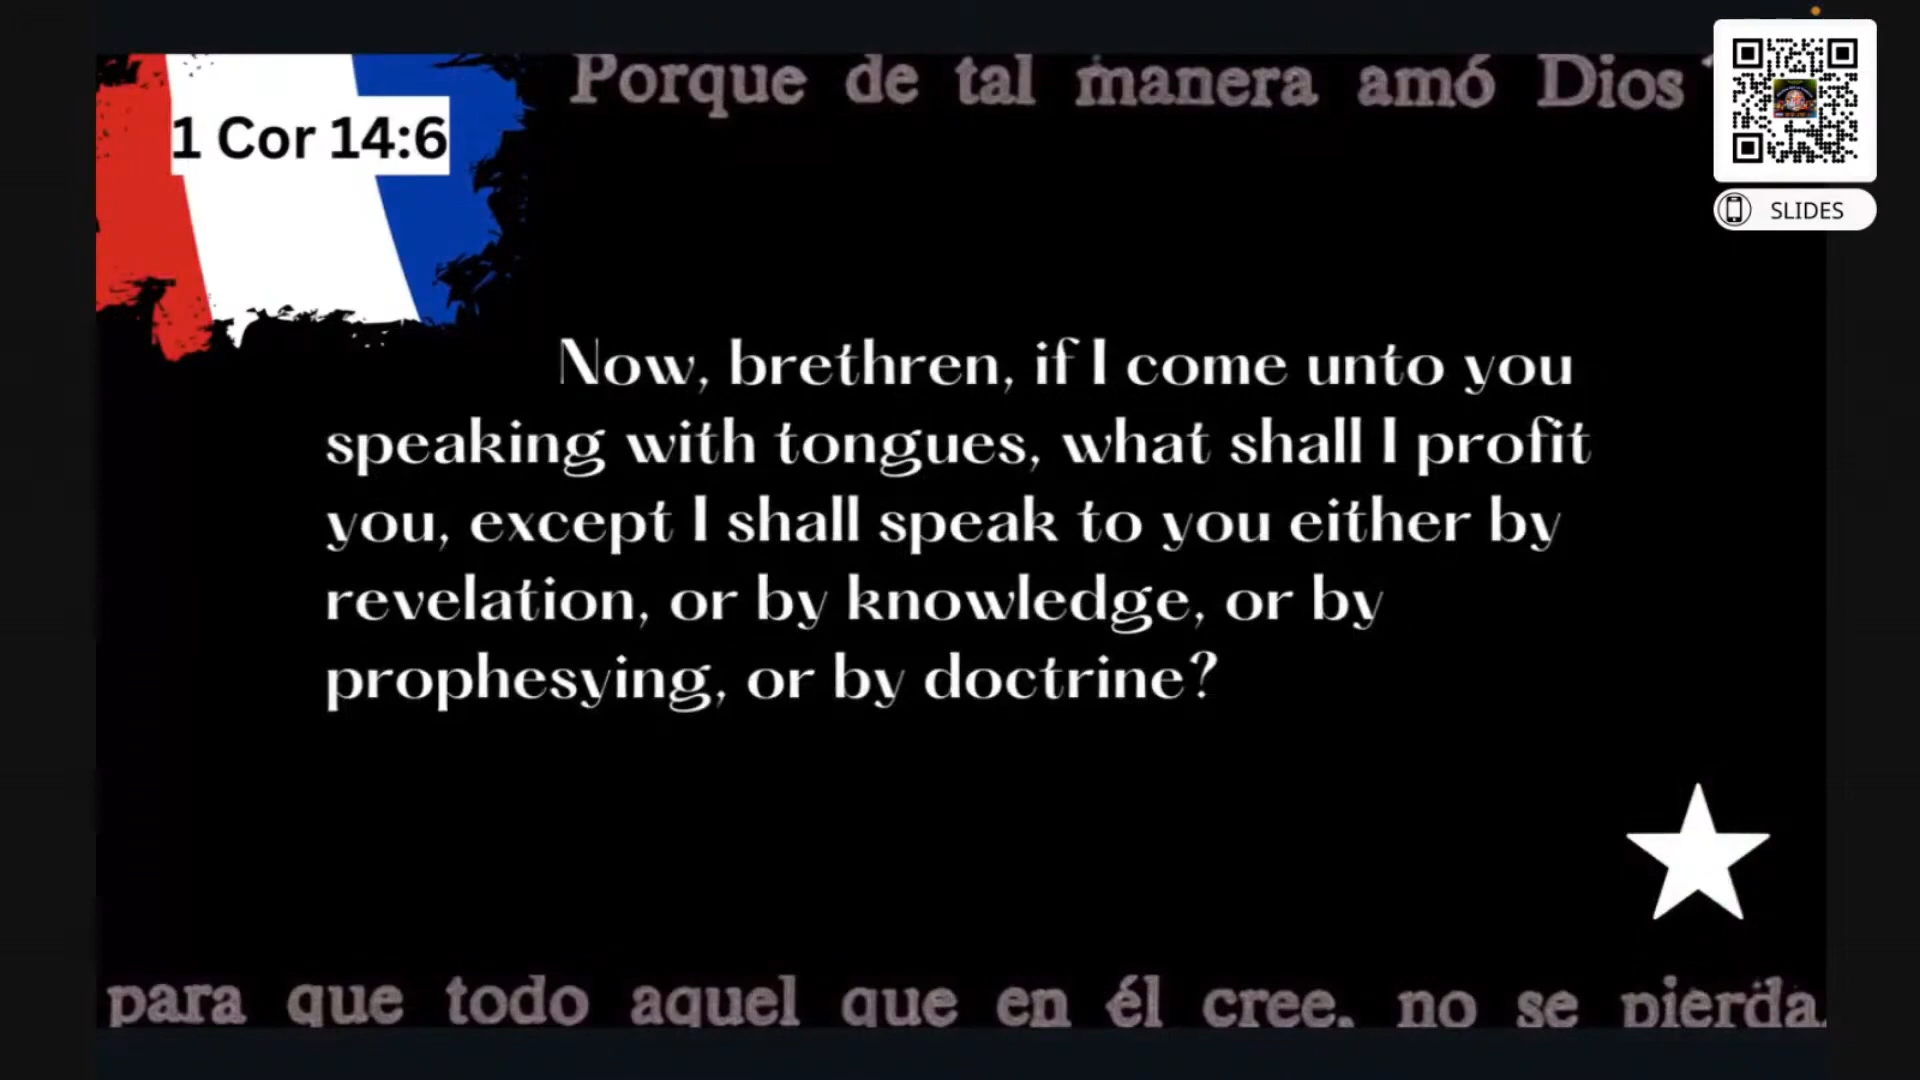 Porque de tal manera amó Dios
1 Cor 14:6
SLIDES
Now, brethren, if I come unto you
speaking with tongues, what shall I profit
you, except I shall speak to you either by
revelation, or by knowledge, or by
prophesying, or by doctrine?
para que todo aquel que en él cree, no se pierda,